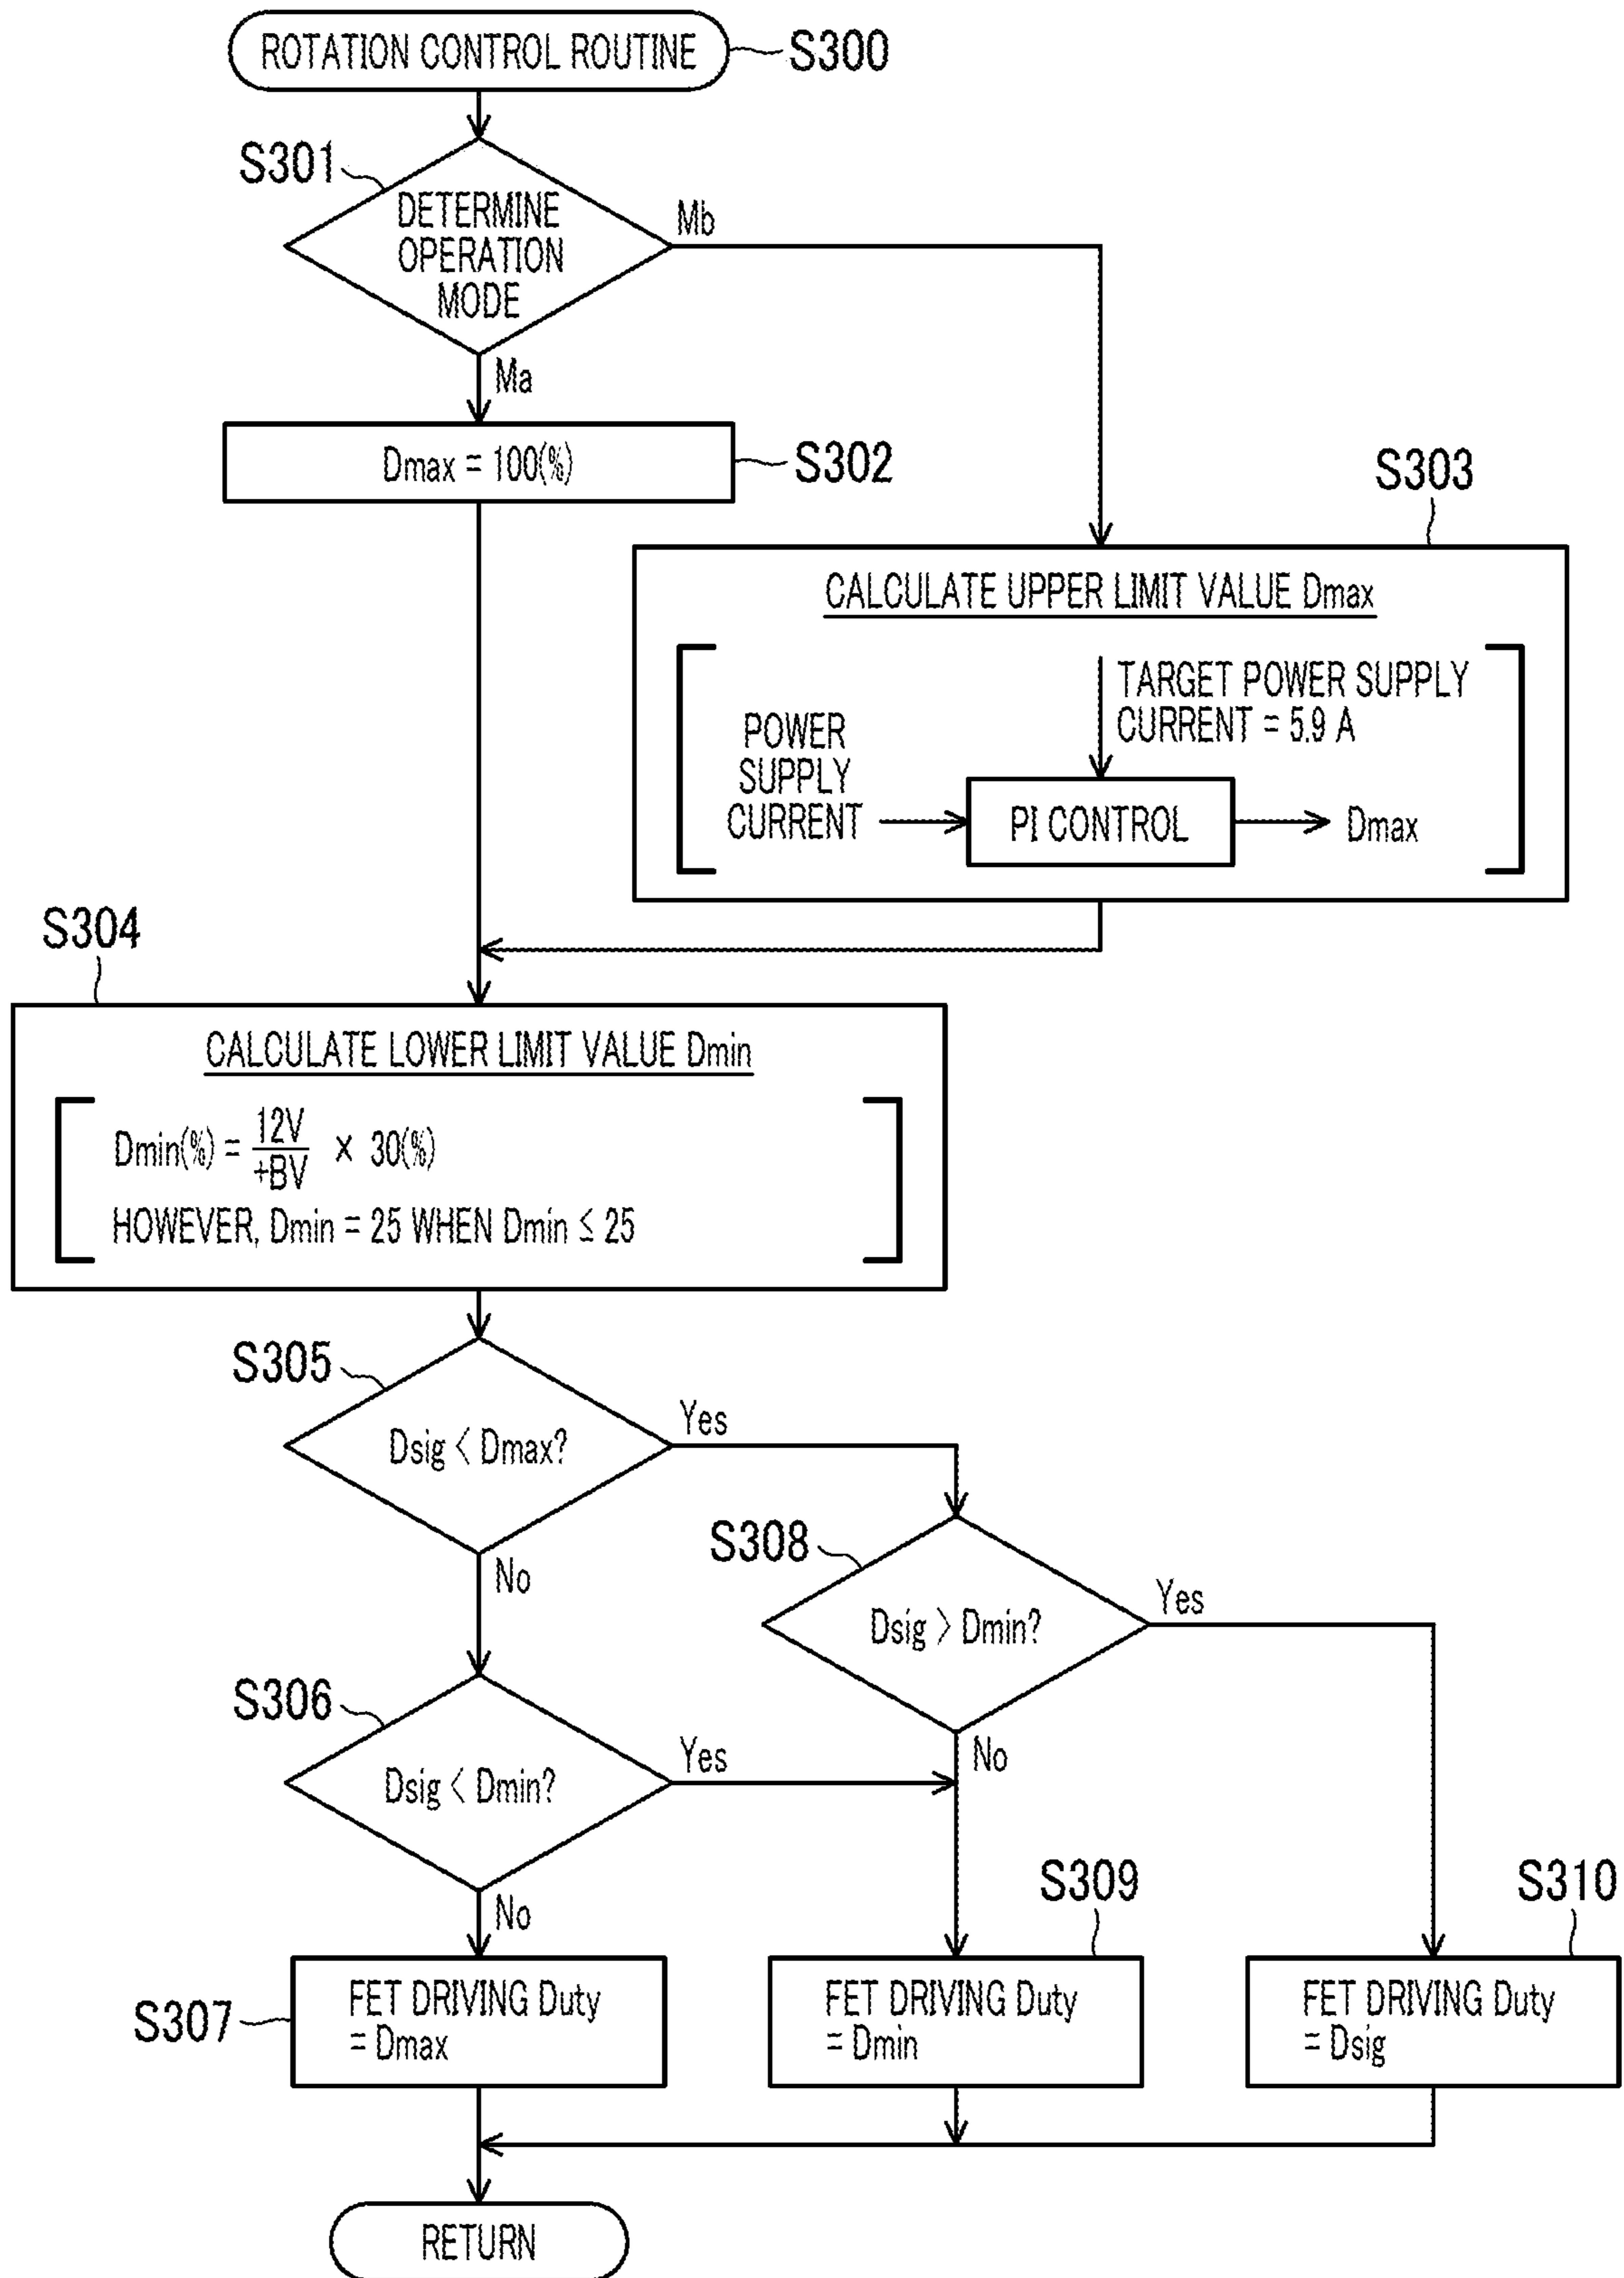 ROTATION CONTROL ROUTINE
S300
S301
DETERMINE
OPERATION
MODE
Mb
Ma
Dmax = 100(%)
S302
S303
CALCULATE UPPER LIMIT VALUE Dmax
TARGET POWER SUPPLY
CURRENT = 5.9 A
POWER
SUPPLY
CURRENT
PI CONTROL
Dmax
S304
CALCULATE LOWER LIMIT VALUE Dmin
Dmin(%) = 12V / +BV × 30(%)
HOWEVER, Dmin = 25 WHEN Dmin ≤ 25
S305
Dsig < Dmax?
Yes
No
S308
Dsig > Dmin?
Yes
No
S306
Dsig < Dmin?
Yes
No
S307
FET DRIVING Duty
= Dmax
S309
FET DRIVING Duty
= Dmin
S310
FET DRIVING Duty
= Dsig
RETURN